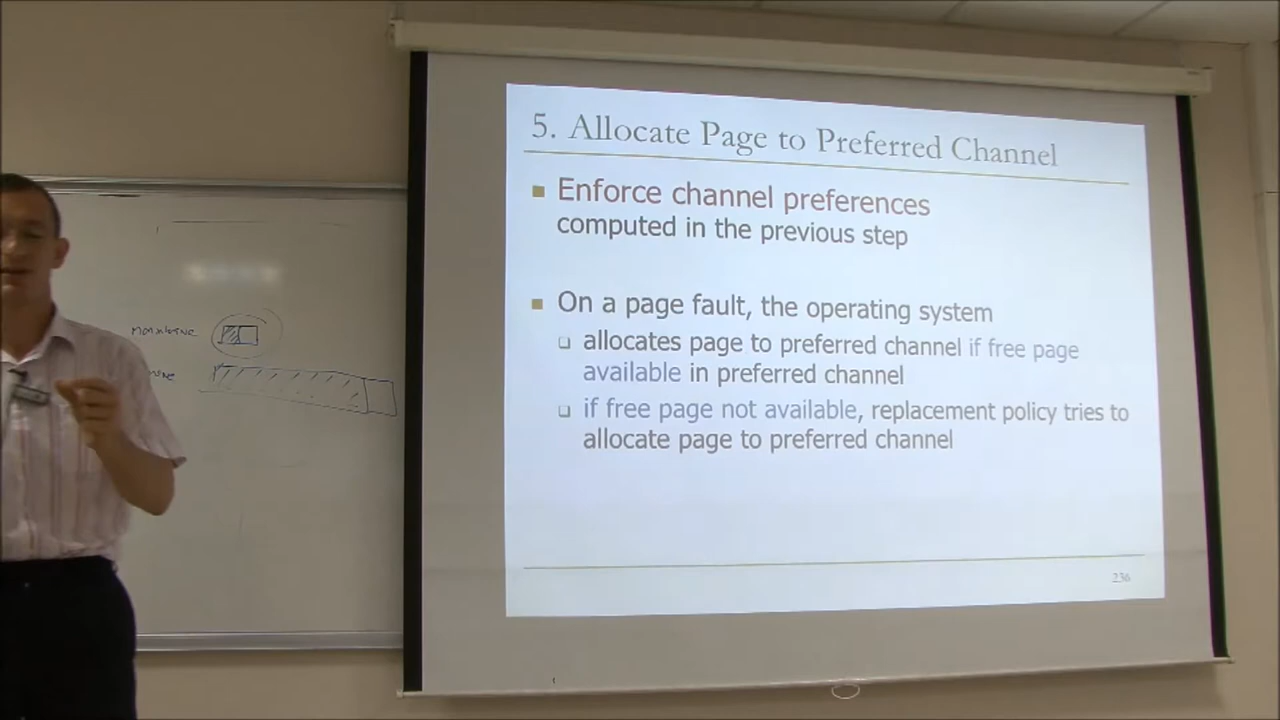 5. Allocate Page to Preferred Channel
Enforce channel preferences
computed in the previous step
On a page fault, the operating system
allocates page to preferred channel if free page
available in preferred channel
if free page not available, replacement policy tries to
allocate page to preferred channel
236